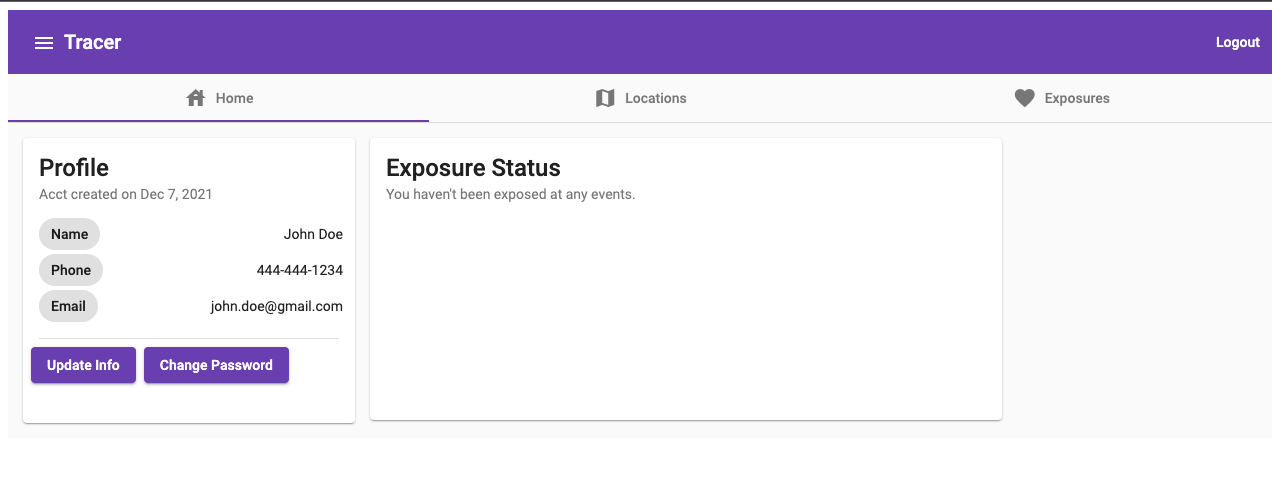 Tracer
Logout
Home
Locations
Exposures
Profile
Acct created on Dec 7, 2021
Name
John Doe
Phone
444-444-1234
Email
john.doe@gmail.com
Update Info
Change Password
Exposure Status
You haven't been exposed at any events.